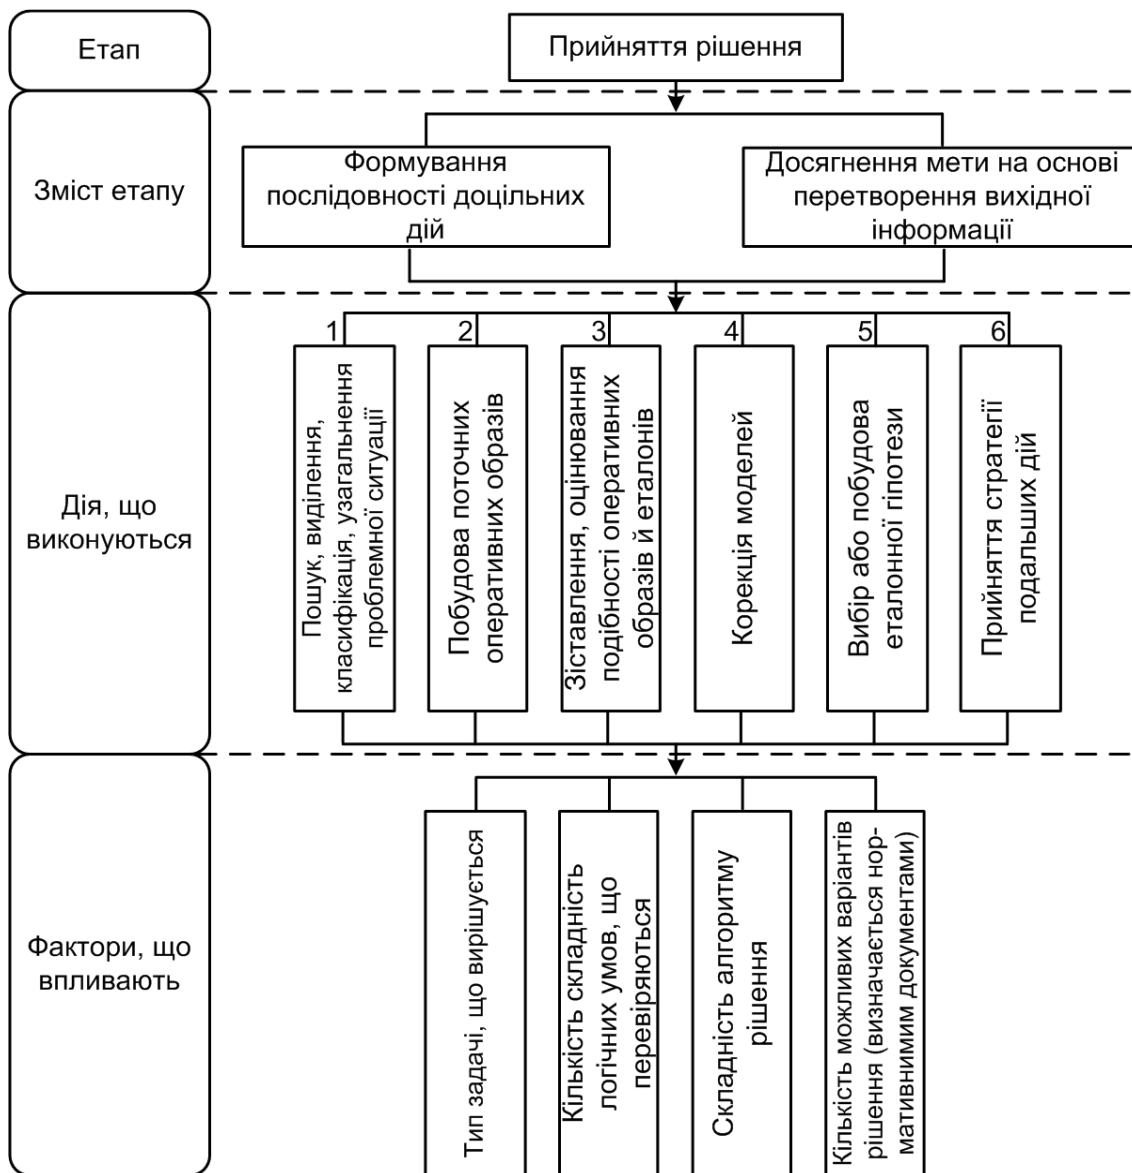 Етап
Прийняття рішення
Зміст етапу
Формування
послідовності доцільних
дій
Досягнення мети на основі
перетворення вихідної
інформації
Дія, що
виконуються
1
Пошук, виділення,
класифікація, узагальнення
проблемної ситуації
2
Побудова поточних
оперативних образів
3
Зіставлення, оцінювання
подібності оперативних
образів й еталонів
4
Корекція моделей
5
Вибір або побудова
еталонної гіпотези
6
Прийняття стратегії
подальших дій
Фактори, що
впливають
Тип задачі, що вирішується
Кількість складність
логічних умов, що
перевіряються
Складність алгоритму
рішення
Кількість можливих варіантів
рішення (визначається нор-
мативнимим документами)